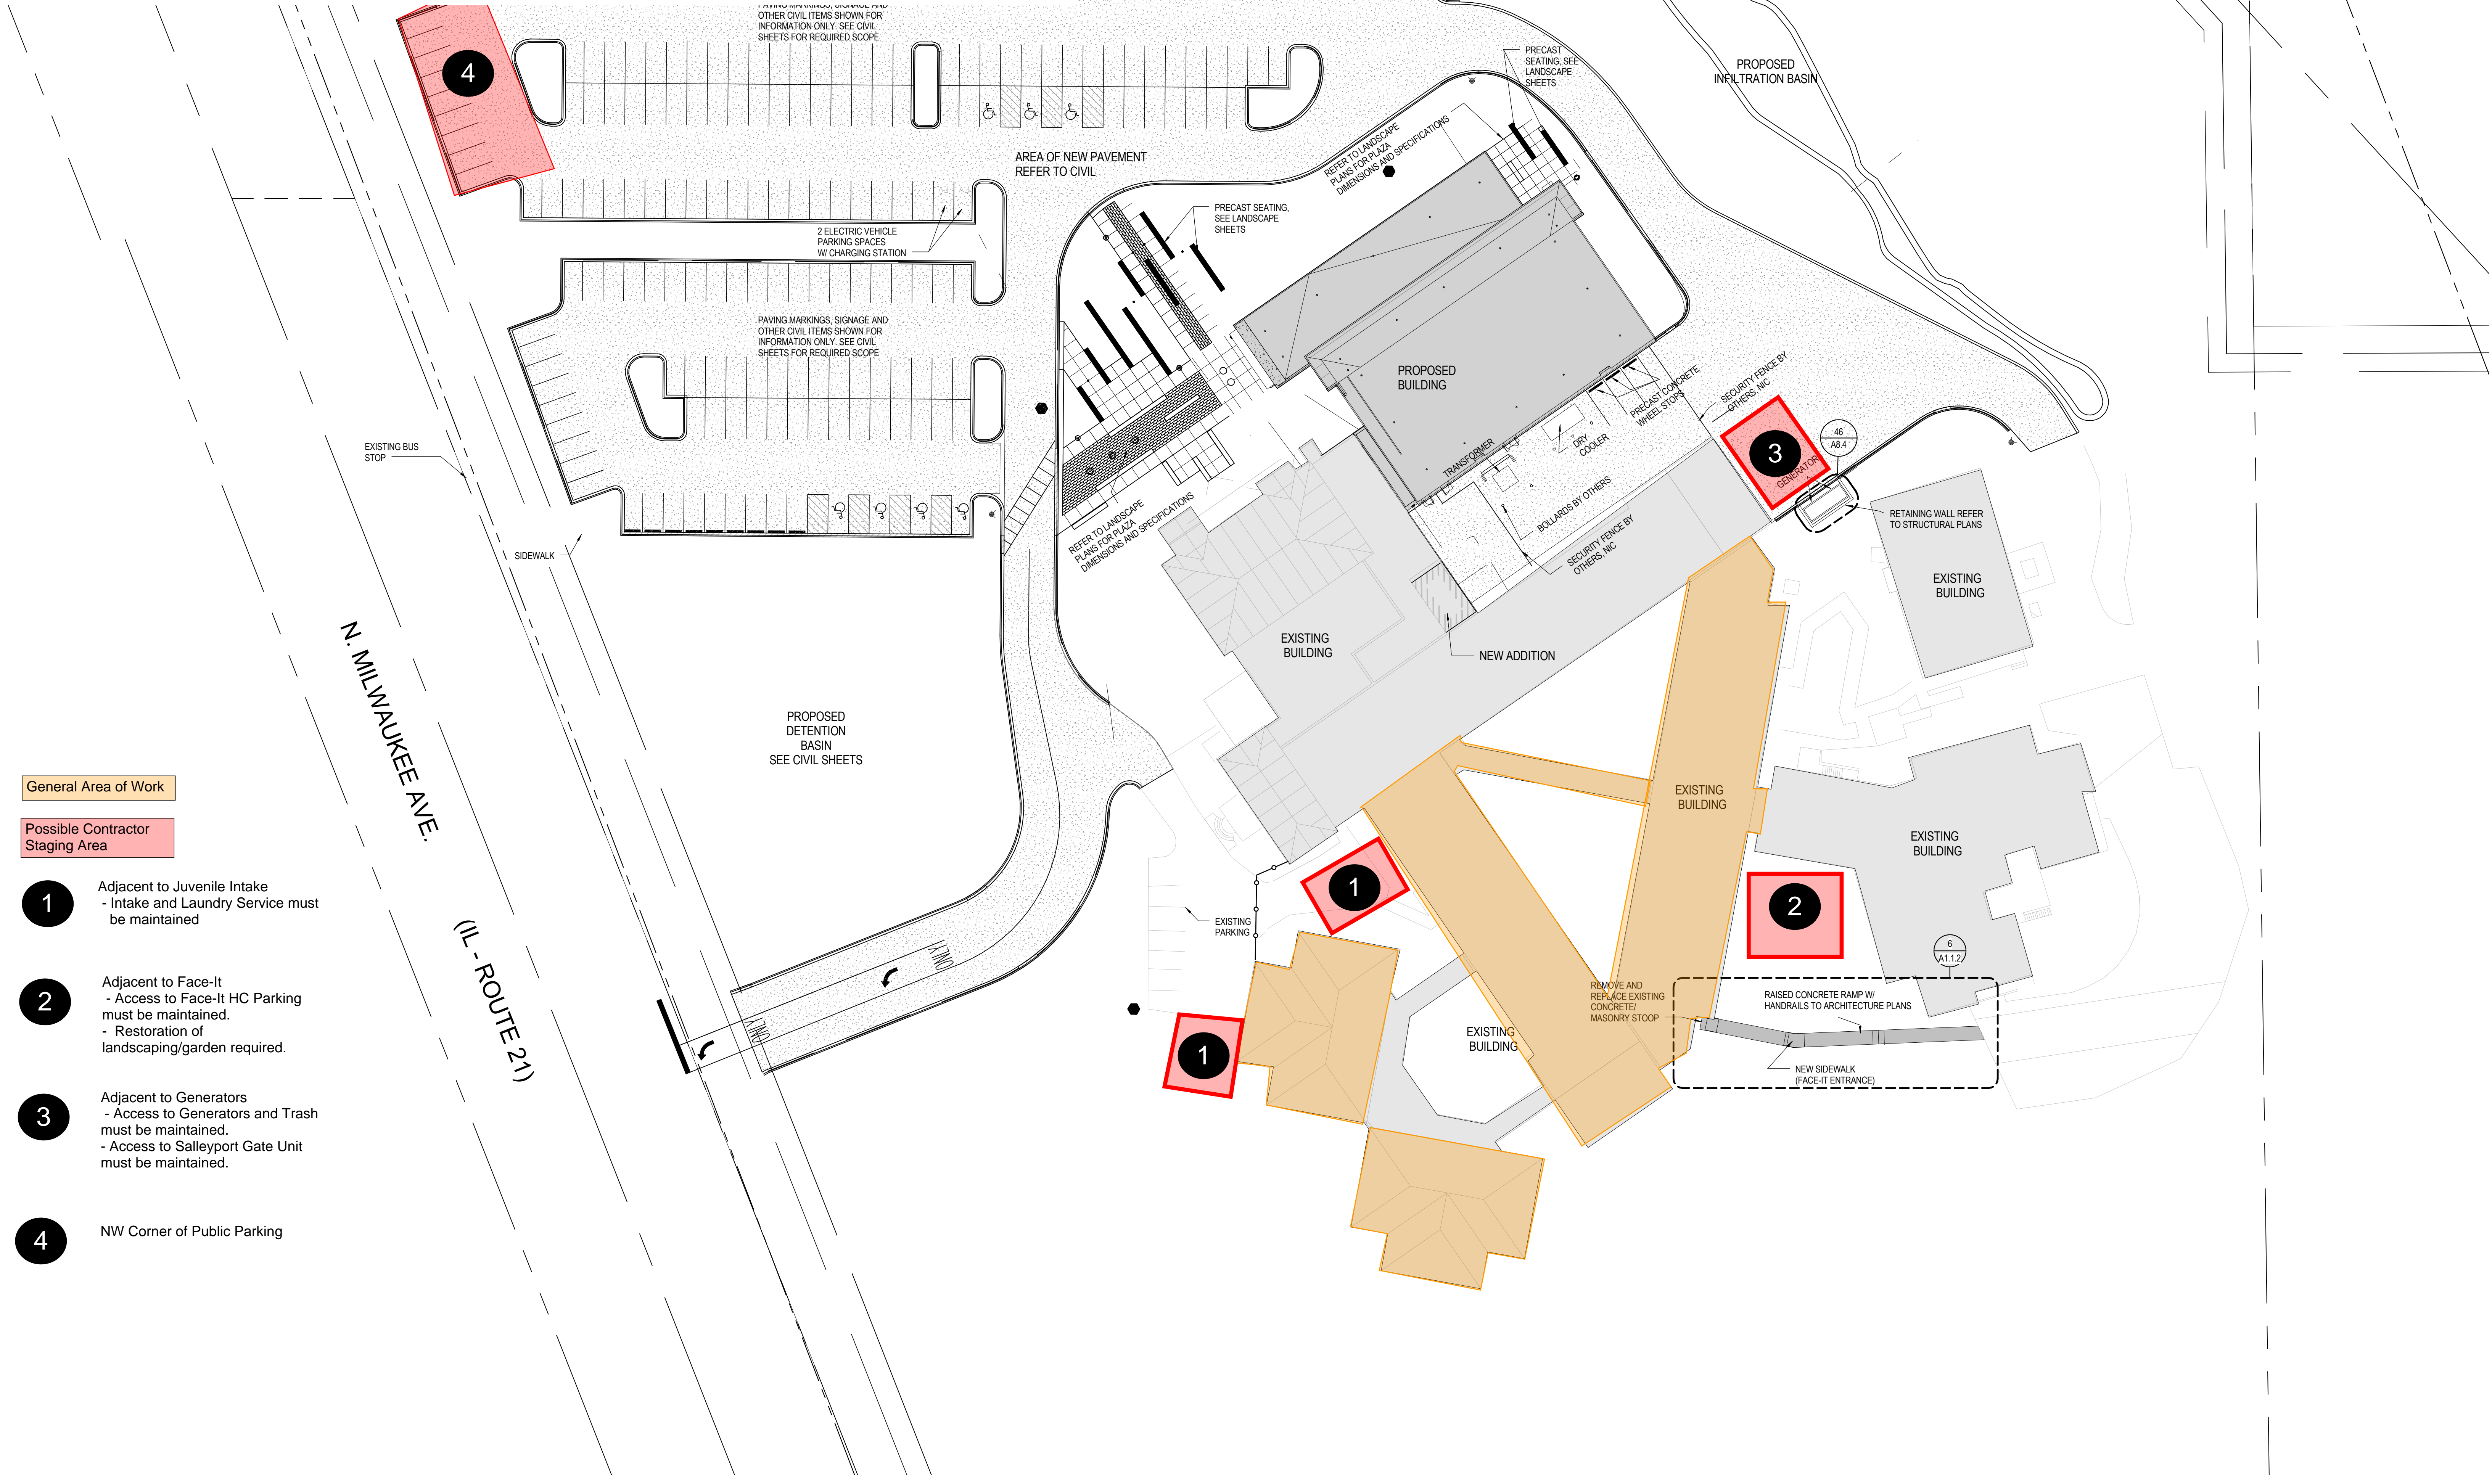 PAVING MARKINGS, SIGNAGE AND
OTHER CIVIL ITEMS SHOWN FOR
INFORMATION ONLY. SEE CIVIL
SHEETS FOR REQUIRED SCOPE
4
PRECAST
SEATING, SEE
LANDSCAPE
SHEETS
PROPOSED
INFILTRATION BASIN
AREA OF NEW PAVEMENT
REFER TO CIVIL
REFER TO LANDSCAPE
PLANS FOR PLAZA
DIMENSIONS AND SPECIFICATIONS
PRECAST SEATING,
SEE LANDSCAPE
SHEETS
2 ELECTRIC VEHICLE
PARKING SPACES
W/ CHARGING STATION
PAVING MARKINGS, SIGNAGE AND
OTHER CIVIL ITEMS SHOWN FOR
INFORMATION ONLY. SEE CIVIL
SHEETS FOR REQUIRED SCOPE
PROPOSED
BUILDING
PRECAST CONCRETE
WHEEL STOPS
SECURITY FENCE BY
OTHERS, NIC
EXISTING BUS
STOP
TRANSFORMER
DRY
COOLER
3
GENERATOR
46
A8.4
BOLLARDS BY OTHERS
SECURITY FENCE BY
OTHERS, NIC
RETAINING WALL REFER
TO STRUCTURAL PLANS
REFER TO LANDSCAPE
PLANS FOR PLAZA
DIMENSIONS AND SPECIFICATIONS
SIDEWALK
EXISTING
BUILDING
EXISTING
BUILDING
NEW ADDITION
N. MILWAUKEE AVE.
(IL - ROUTE 21)
PROPOSED
DETENTION
BASIN
SEE CIVIL SHEETS
EXISTING
BUILDING
EXISTING
BUILDING
1
2
EXISTING
PARKING
ONLY
ONLY
6
A1.1.2
REMOVE AND
REPLACE EXISTING
CONCRETE/
MASONRY STOOP
RAISED CONCRETE RAMP W/
HANDRAILS TO ARCHITECTURE PLANS
EXISTING
BUILDING
1
NEW SIDEWALK
(FACE-IT ENTRANCE)
General Area of Work
Possible Contractor
Staging Area
1
Adjacent to Juvenile Intake
- Intake and Laundry Service must
be maintained
2
Adjacent to Face-It
- Access to Face-It HC Parking
must be maintained.
- Restoration of
landscaping/garden required.
3
Adjacent to Generators
- Access to Generators and Trash
must be maintained.
- Access to Salleyport Gate Unit
must be maintained.
4
NW Corner of Public Parking